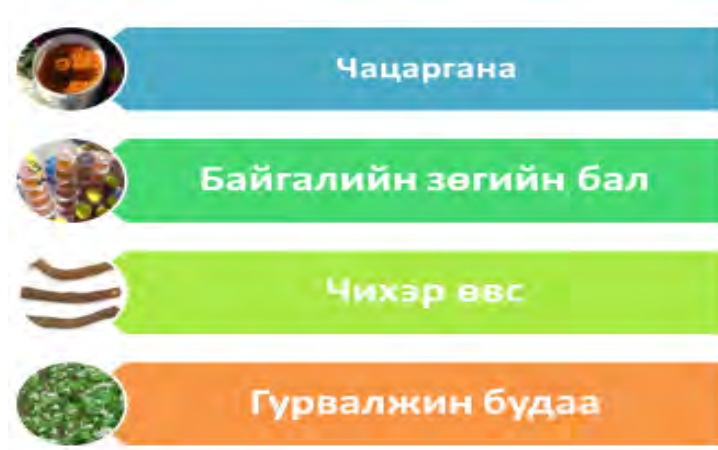 Чацаргана
Байгалийн зөгийн бал
Чихэр өвс
Гурвалжин будаа